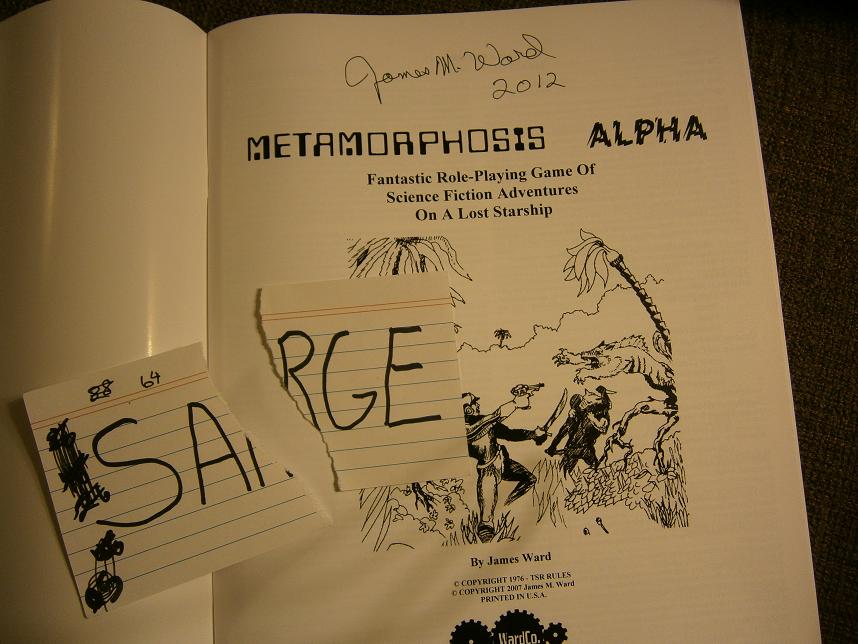 James M. Ward
2012
METAMORPHOSIS ALPHA
Fantastic Role-Playing Game Of
Science Fiction Adventures
On A Lost Starship
RGE
64
SA
By James Ward
© COPYRIGHT 1976 - TSR RULES
© COPYRIGHT 2007 James M. Ward
PRINTED IN U.S.A.
WardCo.